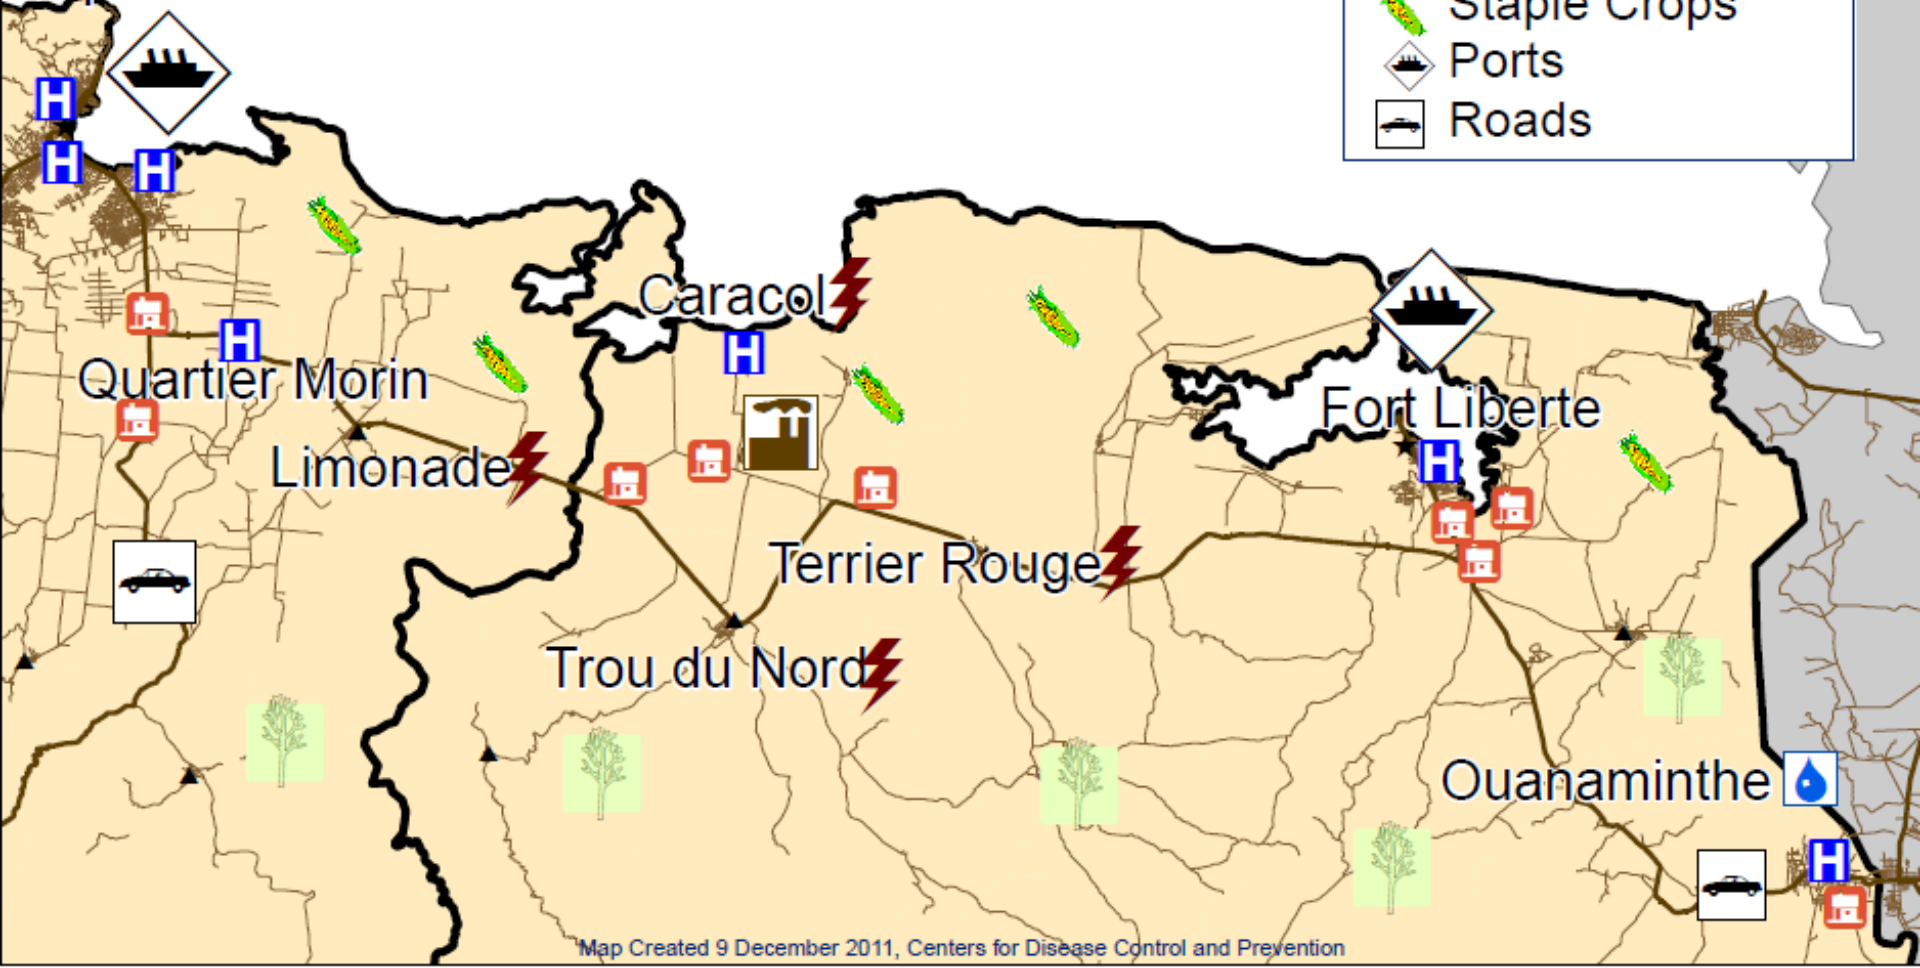 Staple Crops
Ports
Roads
H
H
H
Caracol
H
H
Quartier Morin
Fort Liberte
H
Limonade
Terrier Rouge
Trou du Nord
Ouanaminthe
H
Map Created 9 December 2011, Centers for Disease Control and Prevention